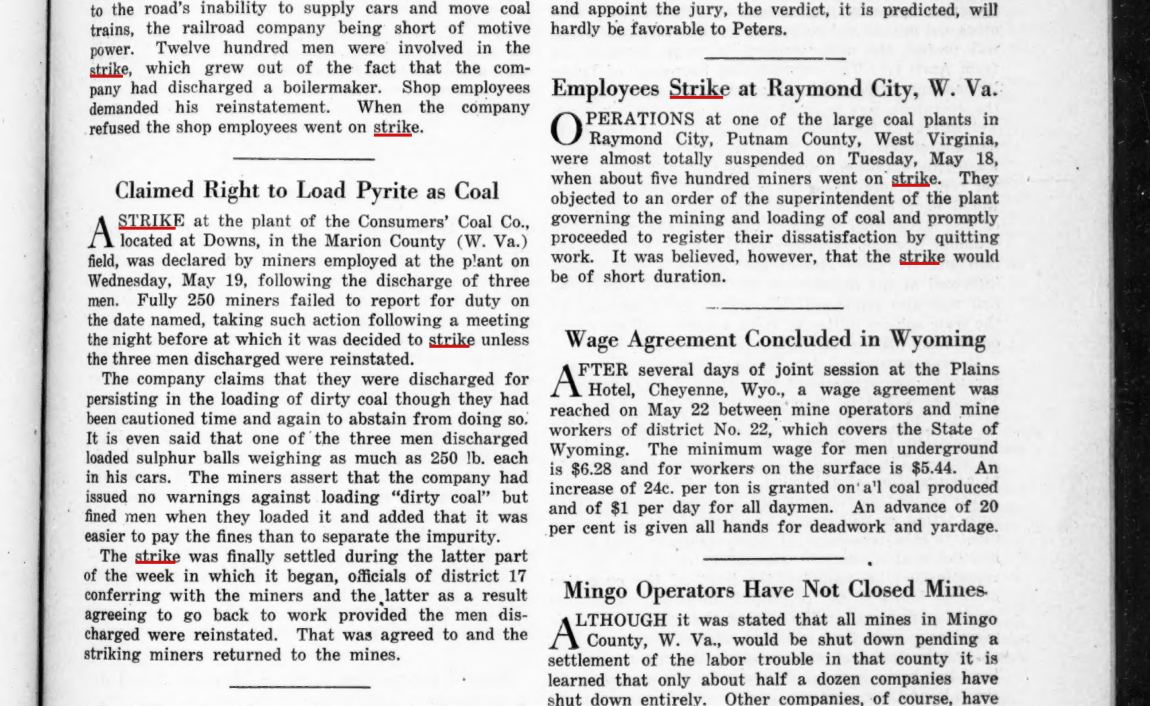 to the road's inability to supply cars and move coal
trains, the railroad company being short of motive
power. Twelve hundred men were involved in the
strike, which grew out of the fact that the com-
pany had discharged a boilermaker. Shop employees
demanded his reinstatement. When the company
refused the shop employees went on strike.
Claimed Right to Load Pyrite as Coal
A STRIKE at the plant of the Consumers' Coal Co.,
located at Downs, in the Marion County (W. Va.)
field, was declared by miners employed at the plant on
Wednesday, May 19, following the discharge of three
men. Fully 250 miners failed to report for duty on
the date named, taking such action following a meeting
the night before at which it was decided to strike unless
the three men discharged were reinstated.
The company claims that they were discharged for
persisting in the loading of dirty coal though they had
been cautioned time and again to abstain from doing so.
It is even said that one of the three men discharged
loaded sulphur balls weighing as much as 250 lb. each
in his cars. The miners assert that the company had
issued no warnings against loading "dirty coal" but
fined men when they loaded it and added that it was
easier to pay the fines than to separate the impurity.
The strike was finally settled during the latter part
of the week in which it began, officials of district 17
conferring with the miners and the latter as a result
agreeing to go back to work provided the men dis-
charged were reinstated. That was agreed to and the
striking miners returned to the mines.
and appoint the jury, the verdict, it is predicted, will
hardly be favorable to Peters.
Employees Strike at Raymond City, W. Va.
OPERATIONS at one of the large coal plants in
Raymond City, Putnam County, West Virginia,
were almost totally suspended on Tuesday, May 18,
when about five hundred miners went on strike. They
objected to an order of the superintendent of the plant
governing the mining and loading of coal and promptly
proceeded to register their dissatisfaction by quitting
work. It was believed, however, that the strike would
be of short duration.
Wage Agreement Concluded in Wyoming
AFTER several days of joint session at the Plains
Hotel, Cheyenne, Wyo., a wage agreement was
reached on May 22 between mine operators and mine
workers of district No. 22, which covers the State of
Wyoming. The minimum wage for men underground
is $6.28 and for workers on the surface is $5.44. An
increase of 24c. per ton is granted on a'l coal produced
and of $1 per day for all daymen. An advance of 20
per cent is given all hands for deadwork and yardage.
Mingo Operators Have Not Closed Mines
ALTHOUGH it was stated that all mines in Mingo
County, W. Va., would be shut down pending a
settlement of the labor trouble in that county it is
learned that only about half a dozen companies have
shut down entirely. Other companies, of course, have